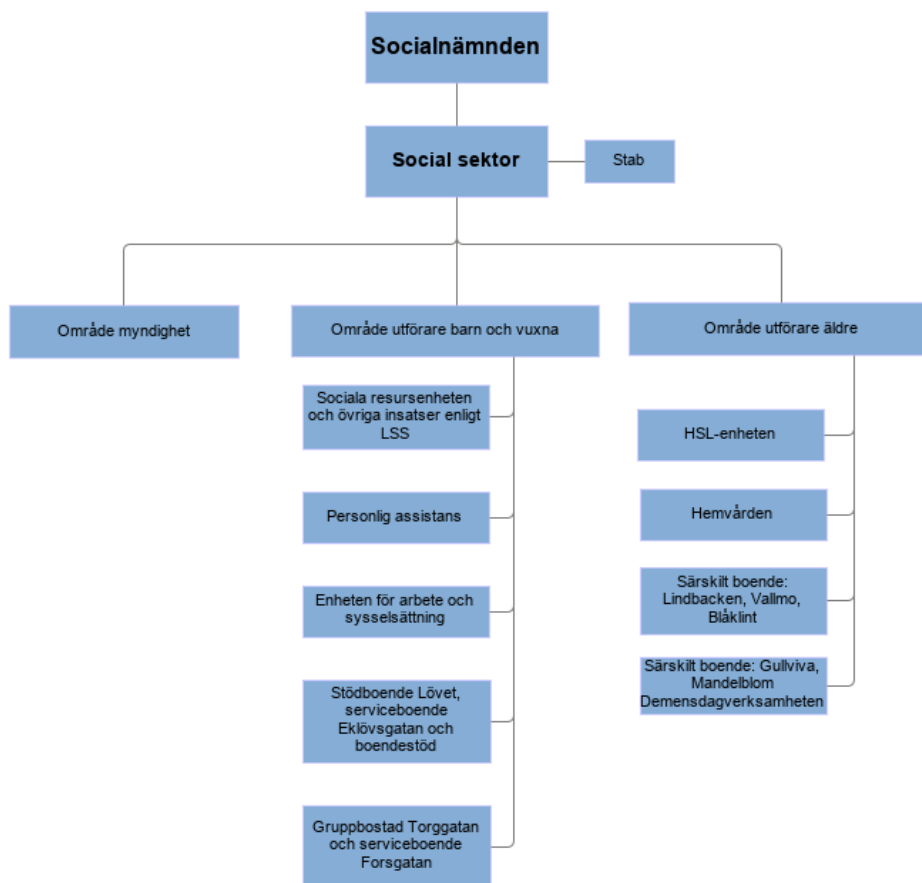 Socialnämnden
Social sektor
Stab
Område myndighet
Område utförare barn och vuxna
Område utförare äldre
Sociala resursenheten
och övriga insatser enligt
LSS
Personlig assistans
Enheten för arbete och
sysselsättning
Stödboende Lövet,
serviceboende
Eklövsgatan och
boendestöd
Gruppbostad Torggatan
och serviceboende
Forsgatan
HSL-enheten
Hemvården
Särskilt boende:
Lindbacken, Vallmo,
Blåklint
Särskilt boende: Gullviva,
Mandelblom
Demensdagverksamheten